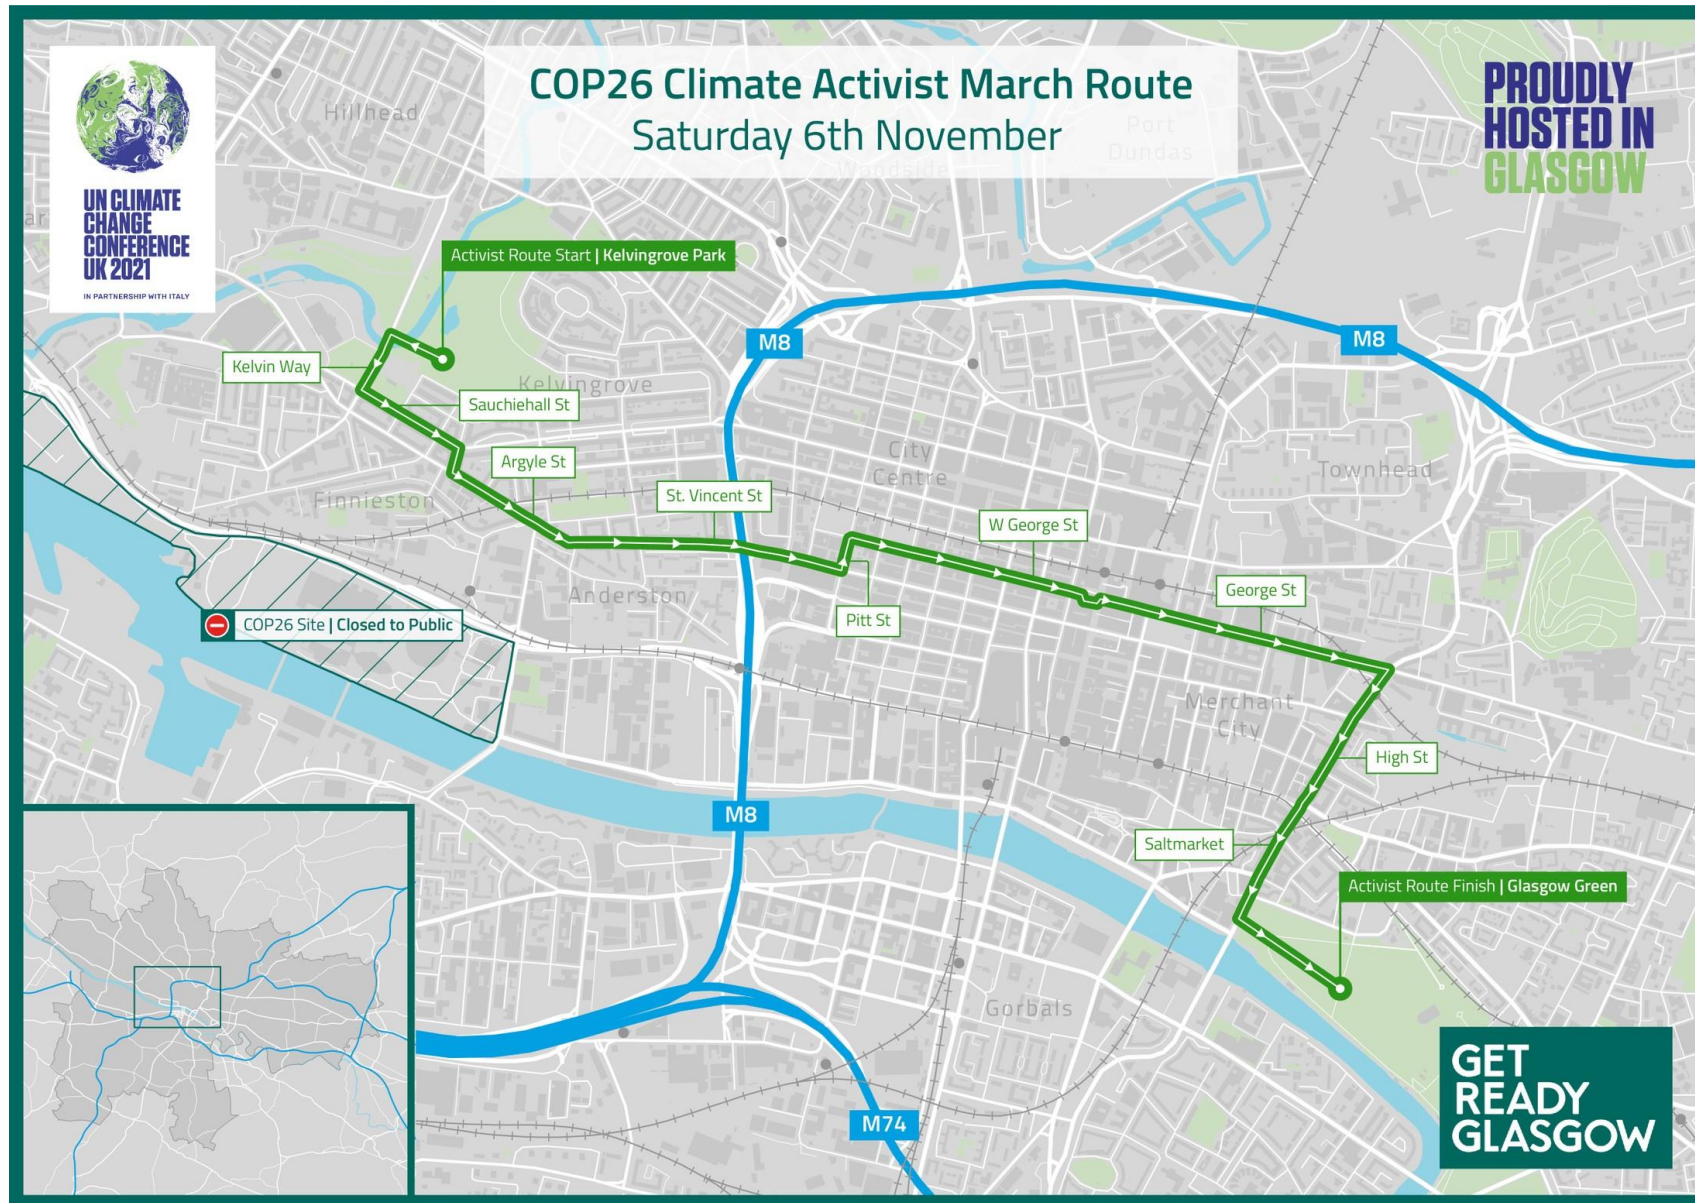 COP26 Climate Activist March Route
Saturday 6th November
UN CLIMATE
CHANGE
CONFERENCE
UK 2021
IN PARTNERSHIP WITH ITALY
PROUDLY
HOSTED IN
GLASGOW
Hillhead
Port
Dundas
Woodside
Activist Route Start | Kelvingrove Park
M8
M8
Kelvin Way
Kelvingrove
Sauchiehall St
City
Centre
Argyle St
Townhead
Finnieston
St. Vincent St
W George St
Anderston
George St
Pitt St
COP26 Site | Closed to Public
Merchant
City
High St
M8
Saltmarket
Activist Route Finish | Glasgow Green
Gorbals
M74
GET
READY
GLASGOW